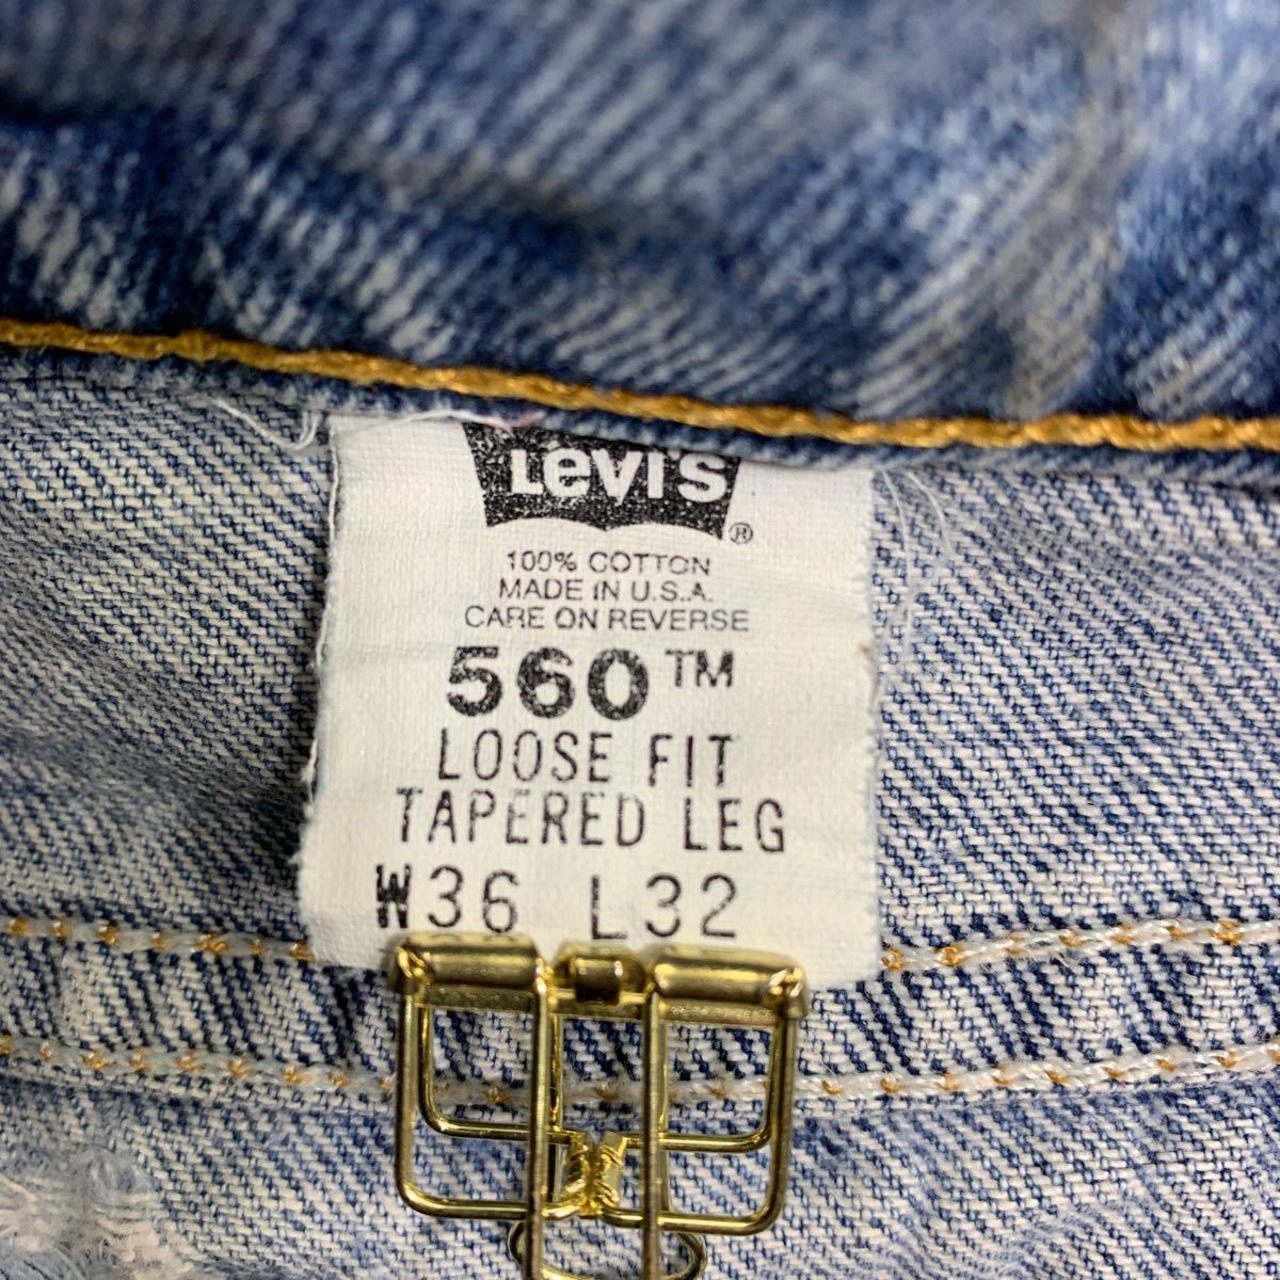 Levi's ®
100% COTTON
MADE IN U.S.A.
CARE ON REVERSE
560™
LOOSE FIT
TAPERED LEG
W36 L32